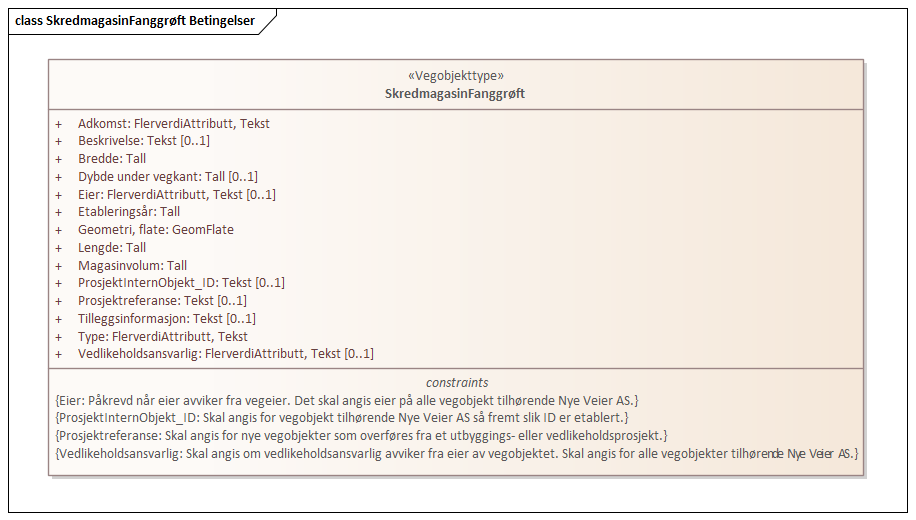 class SkredmagasinFanggrøft Betingelser
«Vegobjekttype»
SkredmagasinFanggrøft
+ Adkomst: FlerverdiAttributt, Tekst
+ Beskrivelse: Tekst [0..1]
+ Bredde: Tall
+ Dybde under vegkant: Tall [0..1]
+ Eier: FlerverdiAttributt, Tekst [0..1]
+ Etableringsår: Tall
+ Geometri, flate: GeomFlate
+ Lengde: Tall
+ Magasinvolum: Tall
+ ProsjektInternObjekt_ID: Tekst [0..1]
+ Prosjektreferanse: Tekst [0..1]
+ Tilleggsinformasjon: Tekst [0..1]
+ Type: FlerverdiAttributt, Tekst
+ Vedlikeholdsansvarlig: FlerverdiAttributt, Tekst [0..1]
constraints
{Eier: Påkrevd når eier avviker fra vegeier. Det skal angis eier på alle vegobjekt tilhørende Nye Veier AS.}
{ProsjektInternObjekt_ID: Skal angis for vegobjekt tilhørende Nye Veier AS så fremt slik ID er etablert.}
{Prosjektreferanse: Skal angis for nye vegobjekter som overføres fra et utbyggings- eller vedlikeholdsprosjekt.}
{Vedlikeholdsansvarlig: Skal angis om vedlikeholdsansvarlig avviker fra eier av vegobjektet. Skal angis for alle vegobjekter tilhørende Nye Veier AS.}